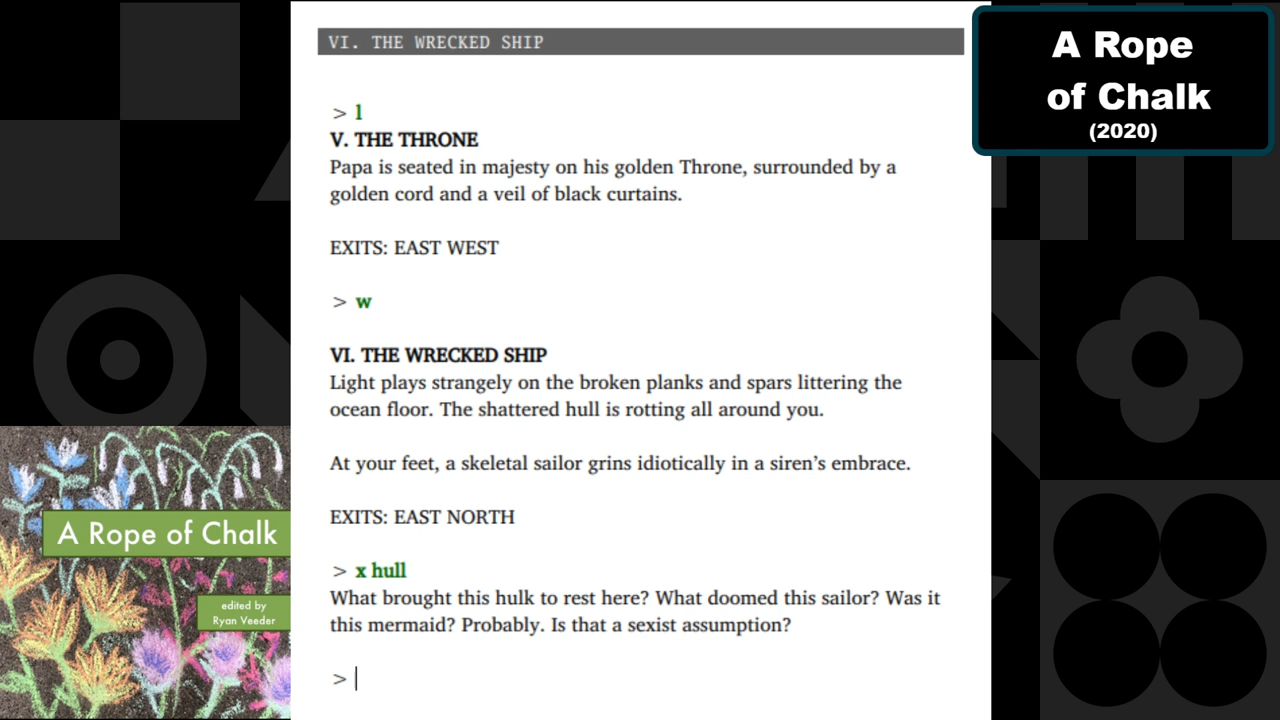 VI. THE WRECKED SHIP
> l
V. THE THRONE
Papa is seated in majesty on his golden Throne, surrounded by a
golden cord and a veil of black curtains.
EXITS: EAST WEST
> w
VI. THE WRECKED SHIP
Light plays strangely on the broken planks and spars littering the
ocean floor. The shattered hull is rotting all around you.
At your feet, a skeletal sailor grins idiotically in a siren’s embrace.
EXITS: EAST NORTH
> x hull
What brought this hulk to rest here? What doomed this sailor? Was it
this mermaid? Probably. Is that a sexist assumption?
>
A Rope
of Chalk
(2020)
A Rope of Chalk
edited by
Ryan Veeder